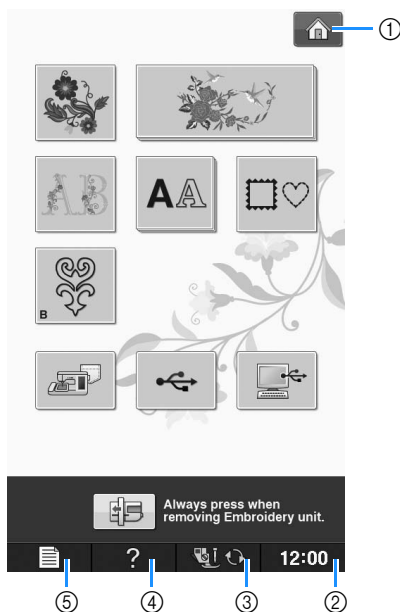 ①
AB
AA
B
Always press when
removing Embroidery unit.
? 12:00
⑤ ④ ③ ②